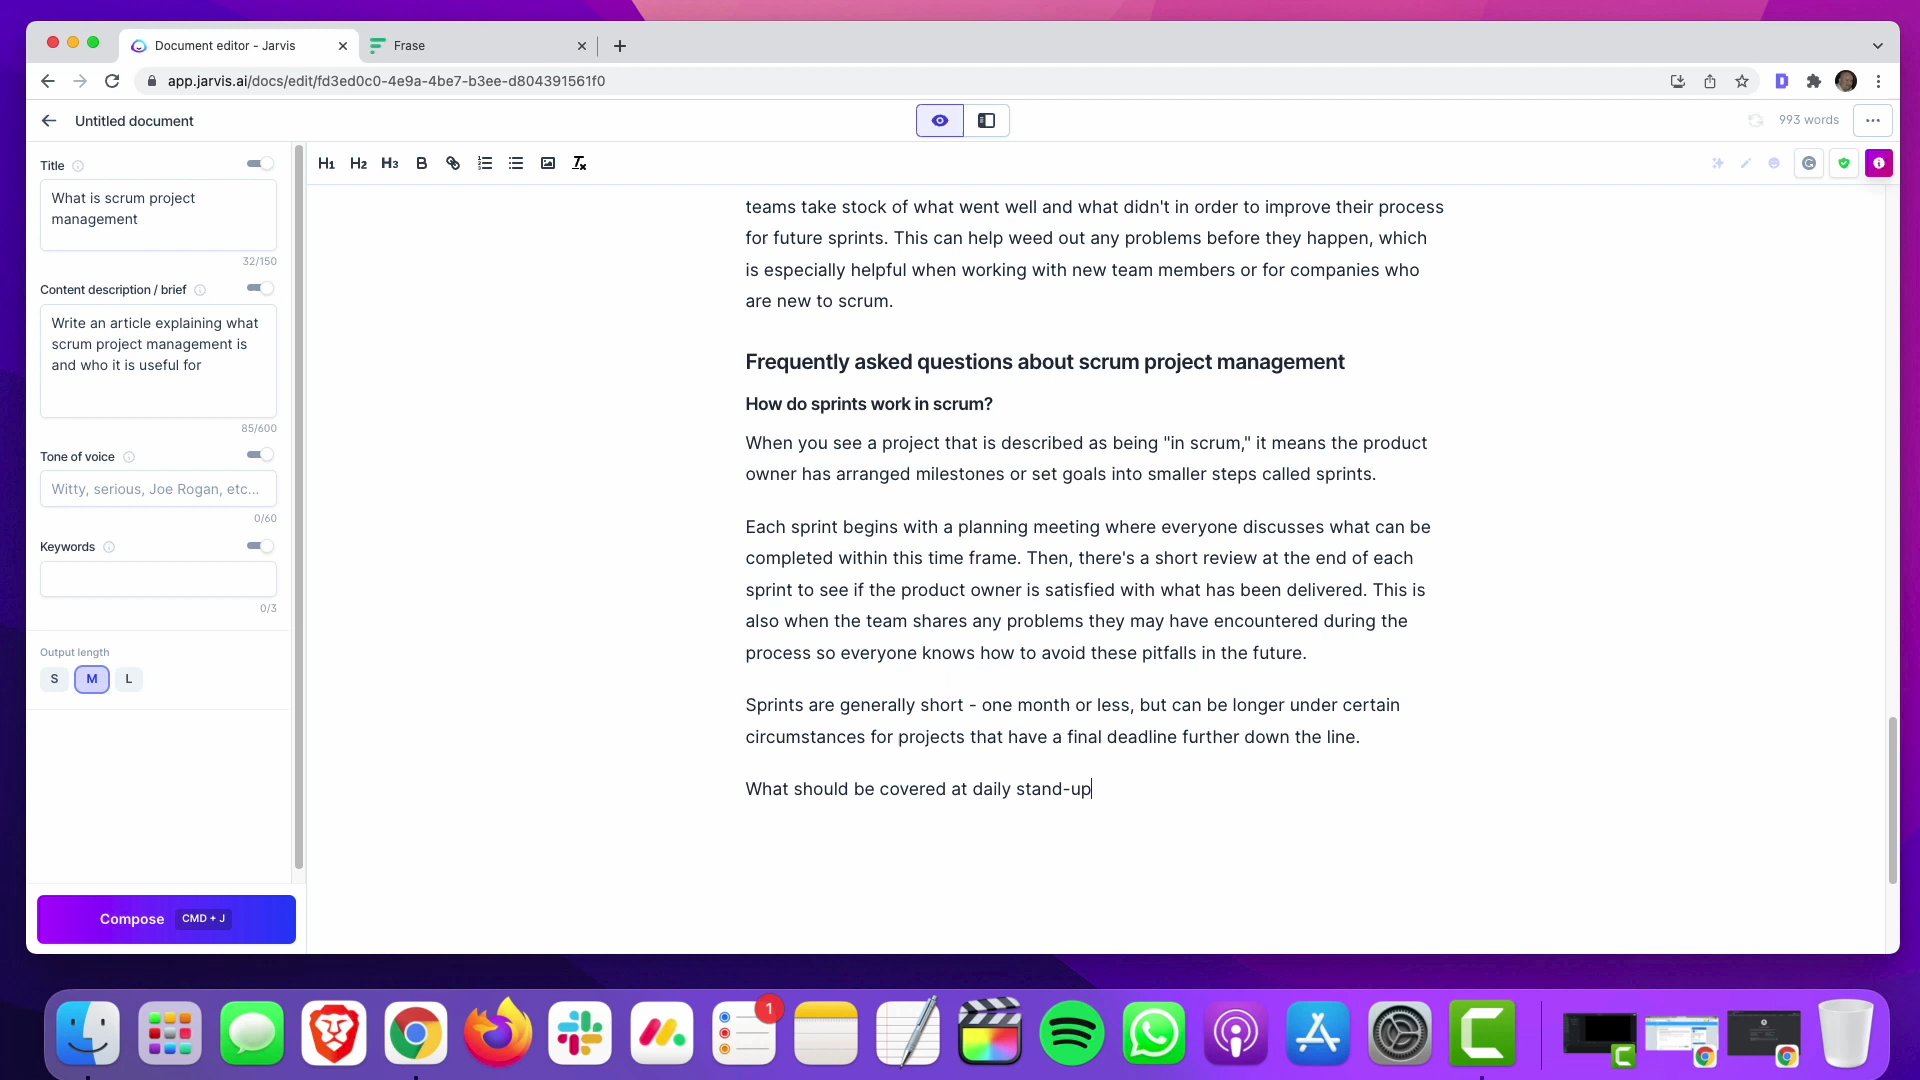 Document editor - Jarvis
Frase
app.jarvis.ai/docs/edit/fd3ed0c0-4e9a-4be7-b3ee-d804391561f0
Untitled document
993 words
Title
What is scrum project
management
32/150
Content description / brief
Write an article explaining what
scrum project management is
and who it is useful for
85/600
Tone of voice
Witty, serious, Joe Rogan, etc...
0/60
Keywords
0/3
Output length
S M L
Compose CMD + J
H1 H2 H3 B
teams take stock of what went well and what didn't in order to improve their process
for future sprints. This can help weed out any problems before they happen, which
is especially helpful when working with new team members or for companies who
are new to scrum.
Frequently asked questions about scrum project management
How do sprints work in scrum?
When you see a project that is described as being "in scrum," it means the product
owner has arranged milestones or set goals into smaller steps called sprints.
Each sprint begins with a planning meeting where everyone discusses what can be
completed within this time frame. Then, there's a short review at the end of each
sprint to see if the product owner is satisfied with what has been delivered. This is
also when the team shares any problems they may have encountered during the
process so everyone knows how to avoid these pitfalls in the future.
Sprints are generally short - one month or less, but can be longer under certain
circumstances for projects that have a final deadline further down the line.
What should be covered at daily stand-up
1